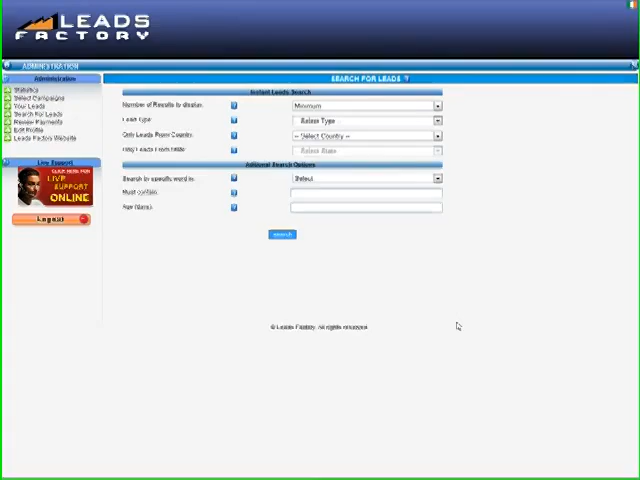 LEADS
FACTORY
ADMINISTRATION
Administration
Statistics
Select Campaigns
Your Leads
Search For Leads
Review Payments
Edit Profile
Leads Factory Website
Live Support
CLICK HERE FOR
LIVE
SUPPORT
ONLINE
Logout
SEARCH FOR LEADS
Instant Leads Search
Number of Results to display:
Minimum
Lead Type:
Select Type
Only Leads From Country:
-- Select Country --
Only Leads From State:
Select State
Additional Search Options
Search by specific word in:
Select
Must contain:
Age (days):
search
© Leads Factory. All rights reserved